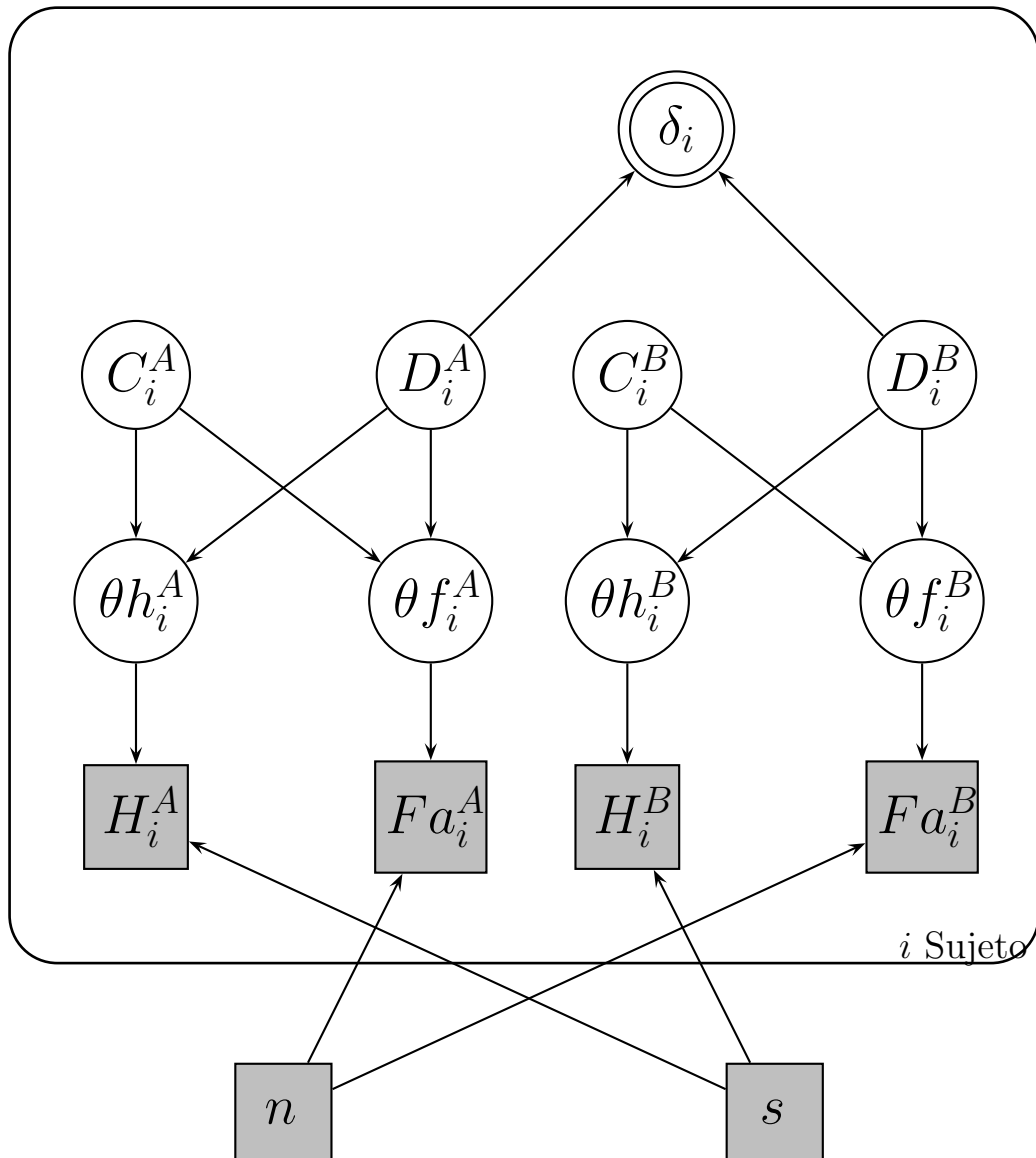 δ_i
C_i^A D_i^A C_i^B D_i^B
θh_i^A θf_i^A θh_i^B θf_i^B
H_i^A Fa_i^A H_i^B Fa_i^B
i Sujeto
n s